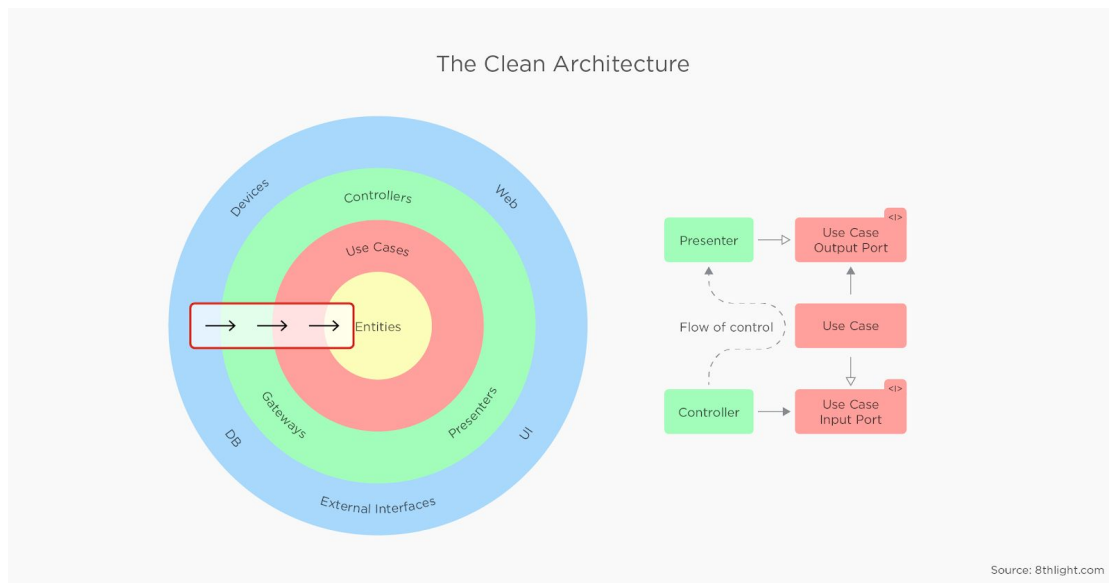 The Clean Architecture
Devices
Web
Controllers
Use Cases
Entities
Gateways
Presenters
DB
UI
External Interfaces
Presenter
<I>
Use Case
Output Port
Flow of control
Use Case
Controller
<I>
Use Case
Input Port
Source: 8thlight.com